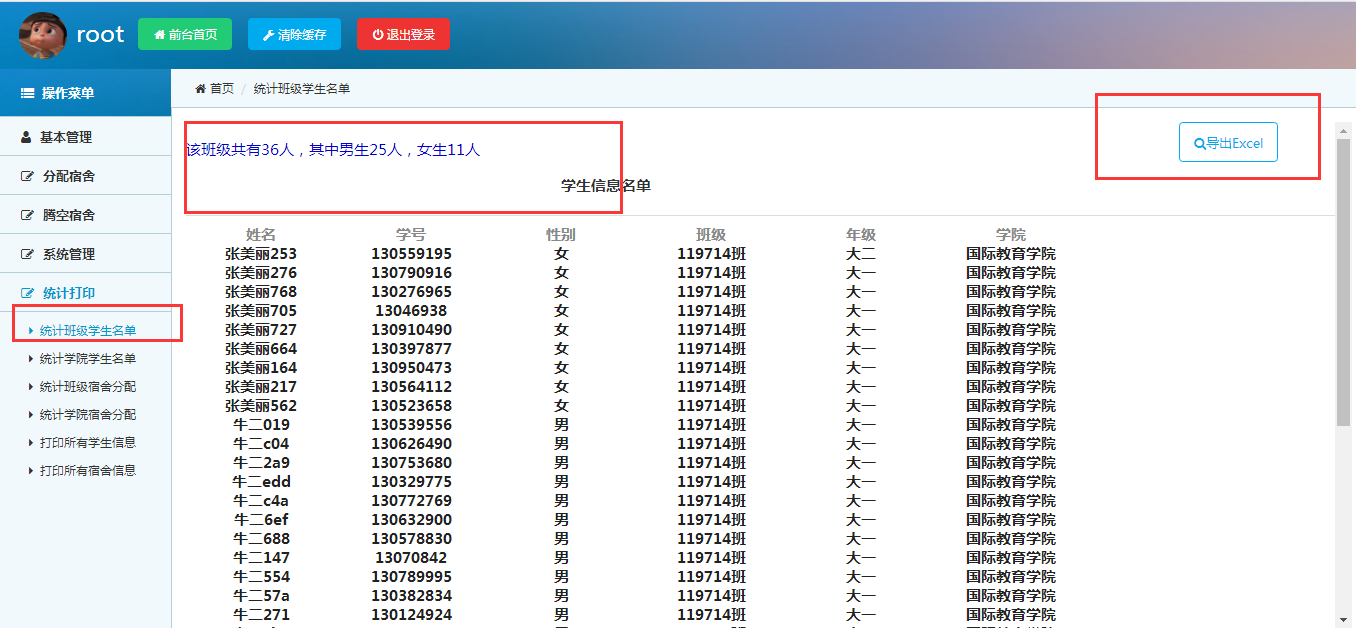 root 前台首页 清除缓存 退出登录
操作菜单
首页 / 统计班级学生名单
基本管理
分配宿舍
腾空宿舍
系统管理
统计打印
统计班级学生名单
统计学院学生名单
统计班级宿舍分配
统计学院宿舍分配
打印所有学生信息
打印所有宿舍信息
该班级共有36人，其中男生25人，女生11人
导出Excel
学生信息名单
姓名 学号 性别 班级 年级 学院
张美丽253 130559195 女 119714班 大二 国际教育学院
张美丽276 130790916 女 119714班 大一 国际教育学院
张美丽768 130276965 女 119714班 大一 国际教育学院
张美丽705 13046938 女 119714班 大一 国际教育学院
张美丽727 130910490 女 119714班 大一 国际教育学院
张美丽664 130397877 女 119714班 大一 国际教育学院
张美丽164 130950473 女 119714班 大一 国际教育学院
张美丽217 130564112 女 119714班 大一 国际教育学院
张美丽562 130523658 女 119714班 大一 国际教育学院
牛二019 130539556 男 119714班 大一 国际教育学院
牛二c04 130626490 男 119714班 大一 国际教育学院
牛二2a9 130753680 男 119714班 大一 国际教育学院
牛二edd 130329775 男 119714班 大一 国际教育学院
牛二c4a 130772769 男 119714班 大一 国际教育学院
牛二6ef 130632900 男 119714班 大一 国际教育学院
牛二688 130578830 男 119714班 大一 国际教育学院
牛二147 13070842 男 119714班 大一 国际教育学院
牛二554 130789995 男 119714班 大一 国际教育学院
牛二57a 130382834 男 119714班 大一 国际教育学院
牛二271 130124924 男 119714班 大一 国际教育学院